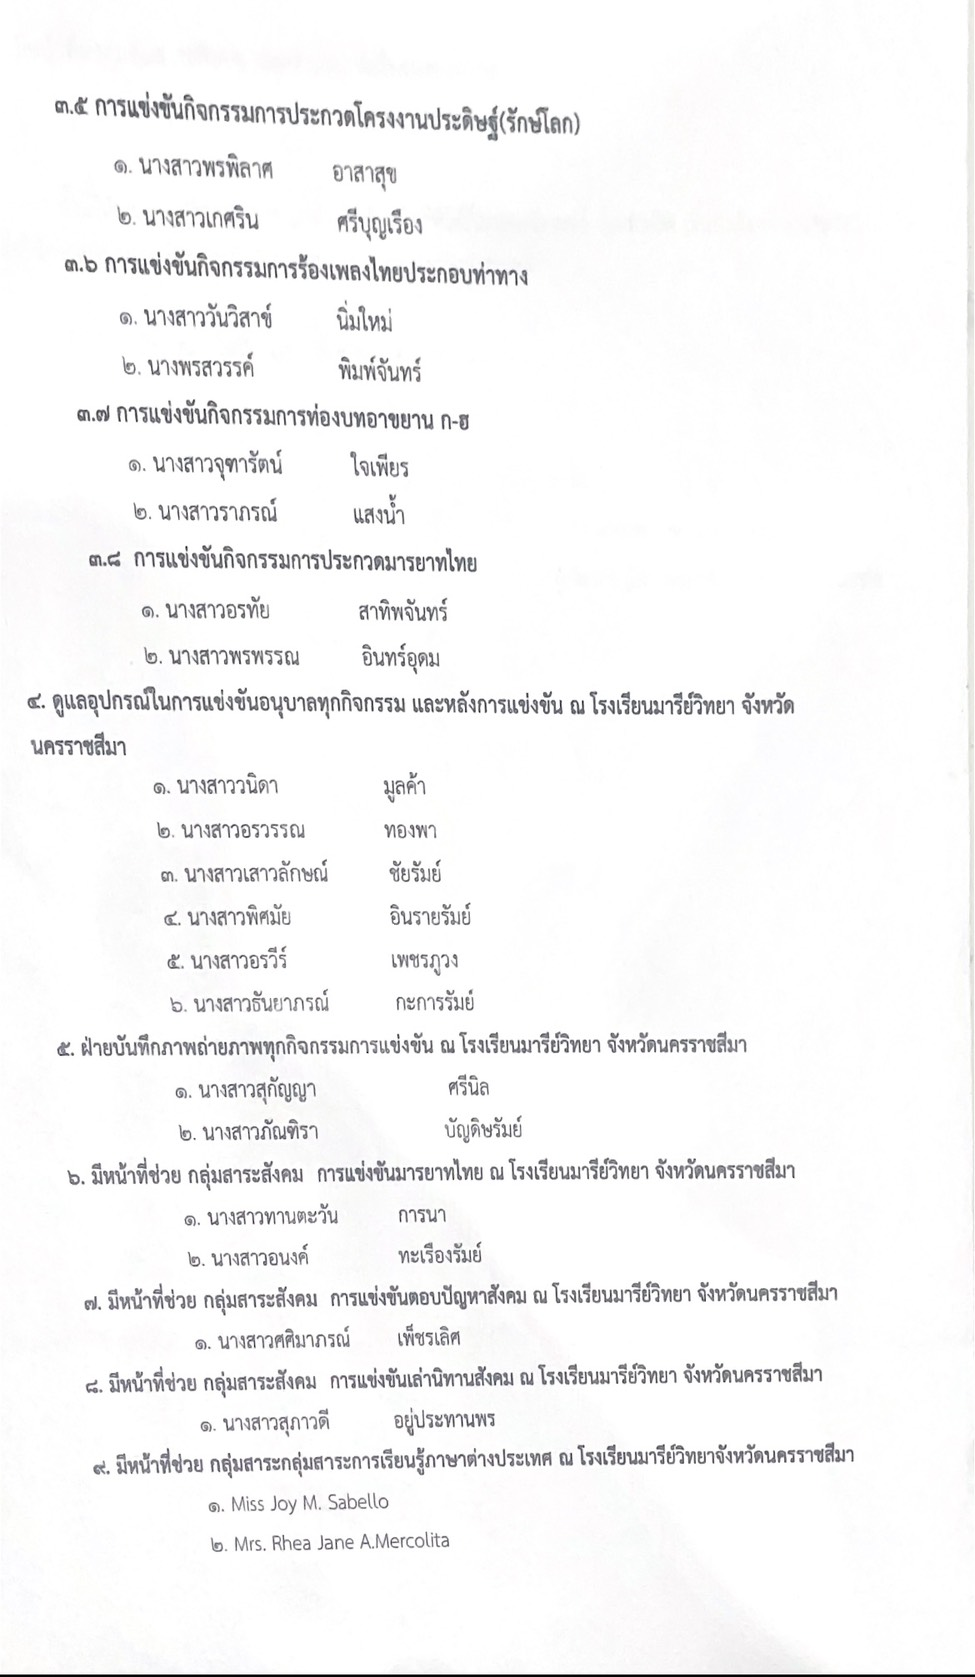 ๓.๕ การแข่งขันกิจกรรมการประกวดโครงงานประดิษฐ์(รักษ์โลก)
๑. นางสาวพรพิลาศ อาสาสุข
๒. นางสาวเกศริน ศรีบุญเรือง
๓.๖ การแข่งขันกิจกรรมการร้องเพลงไทยประกอบท่าทาง
๑. นางสาววันวิสาข์ นิ่มใหม่
๒. นางพรสวรรค์ พิมพ์จันทร์
๓.๗ การแข่งขันกิจกรรมการท่องบทอาขยาน ก-ฮ
๑. นางสาวจุฑารัตน์ ใจเพียร
๒. นางสาวราภรณ์ แสงน้ำ
๓.๘ การแข่งขันกิจกรรมการประกวดมารยาทไทย
๑. นางสาวอรทัย สาทิพจันทร์
๒. นางสาวพรพรรณ อินทร์อุดม
๔. ดูแลอุปกรณ์ในการแข่งขันอนุบาลทุกกิจกรรม และหลังการแข่งขัน ณ โรงเรียนมารีย์วิทยา จังหวัด
นครราชสีมา
๑. นางสาววนิดา มูลค้า
๒. นางสาวอรวรรณ ทองพา
๓. นางสาวเสาวลักษณ์ ชัยรัมย์
๔. นางสาวพิศมัย อินรายรัมย์
๕. นางสาวอรวีร์ เพชรภูวง
๖. นางสาวธันยาภรณ์ กะการรัมย์
๕. ฝ่ายบันทึกภาพถ่ายภาพทุกกิจกรรมการแข่งขัน ณ โรงเรียนมารีย์วิทยา จังหวัดนครราชสีมา
๑. นางสาวสุกัญญา ศรีนิล
๒. นางสาวภัณฑิรา บัญดิษรัมย์
๖. มีหน้าที่ช่วย กลุ่มสาระสังคม การแข่งขันมารยาทไทย ณ โรงเรียนมารีย์วิทยา จังหวัดนครราชสีมา
๑. นางสาวทานตะวัน การนา
๒. นางสาวอนงค์ ทะเรืองรัมย์
๗. มีหน้าที่ช่วย กลุ่มสาระสังคม การแข่งขันตอบปัญหาสังคม ณ โรงเรียนมารีย์วิทยา จังหวัดนครราชสีมา
๑. นางสาวศศิมาภรณ์ เพ็ชรเลิศ
๘. มีหน้าที่ช่วย กลุ่มสาระสังคม การแข่งขันเล่านิทานสังคม ณ โรงเรียนมารีย์วิทยา จังหวัดนครราชสีมา
๑. นางสาวสุภาวดี อยู่ประทานพร
๙. มีหน้าที่ช่วย กลุ่มสาระกลุ่มสาระการเรียนรู้ภาษาต่างประเทศ ณ โรงเรียนมารีย์วิทยาจังหวัดนครราชสีมา
๑. Miss Joy M. Sabello
๒. Mrs. Rhea Jane A.Mercolita